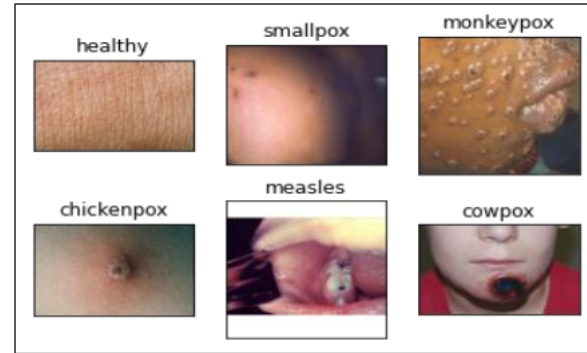 healthy
smallpox
monkeypox
chickenpox
measles
cowpox